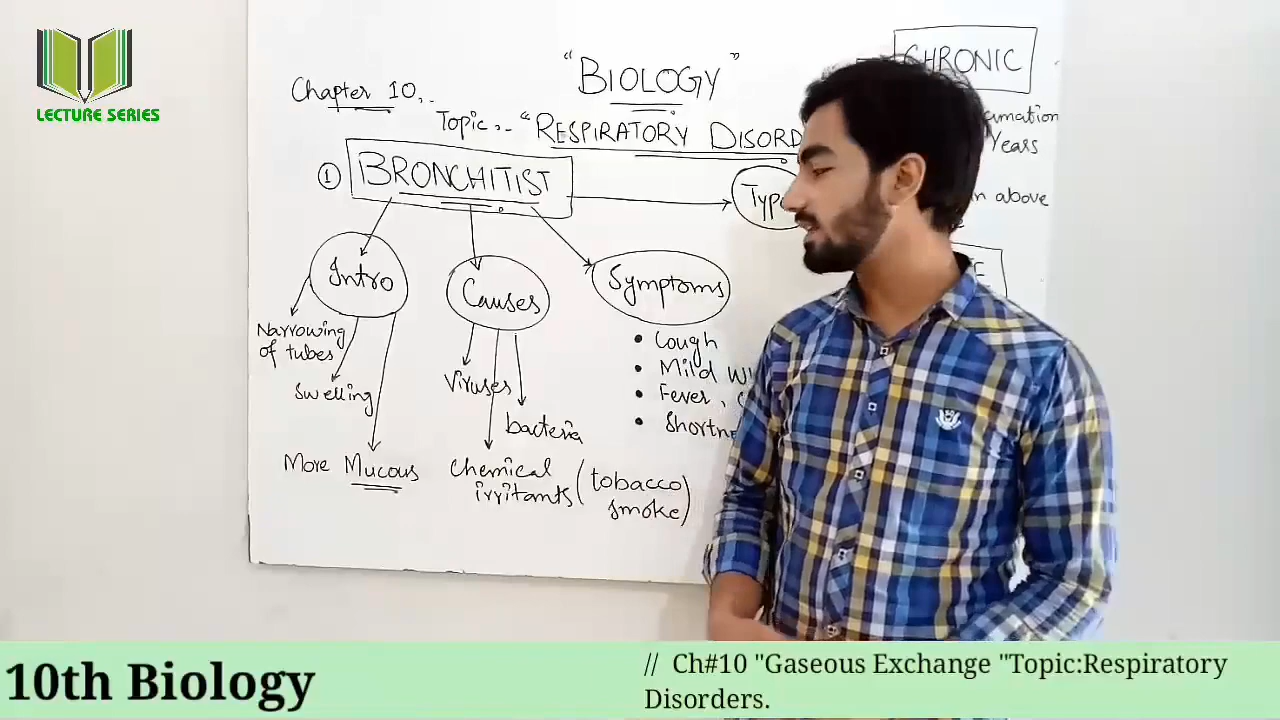 LECTURE SERIES
Chapter 10,..
"BIOLOGY"
Topic:- "RESPIRATORY DISORD
CHRONIC
Years
above
① BRONCHITIST
Intro
Causes
Symptoms
Narrowing
of tubes
Swelling
More Mucous
Viruses
bacteria
Chemical
irritants (tobacco
smoke)
• Cough
• Mild
• Fever,
•
10th Biology
// Ch#10 "Gaseous Exchange "Topic:Respiratory
Disorders.